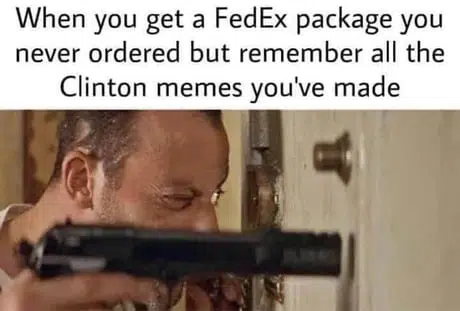 When you get a FedEx package you
never ordered but remember all the
Clinton memes you've made